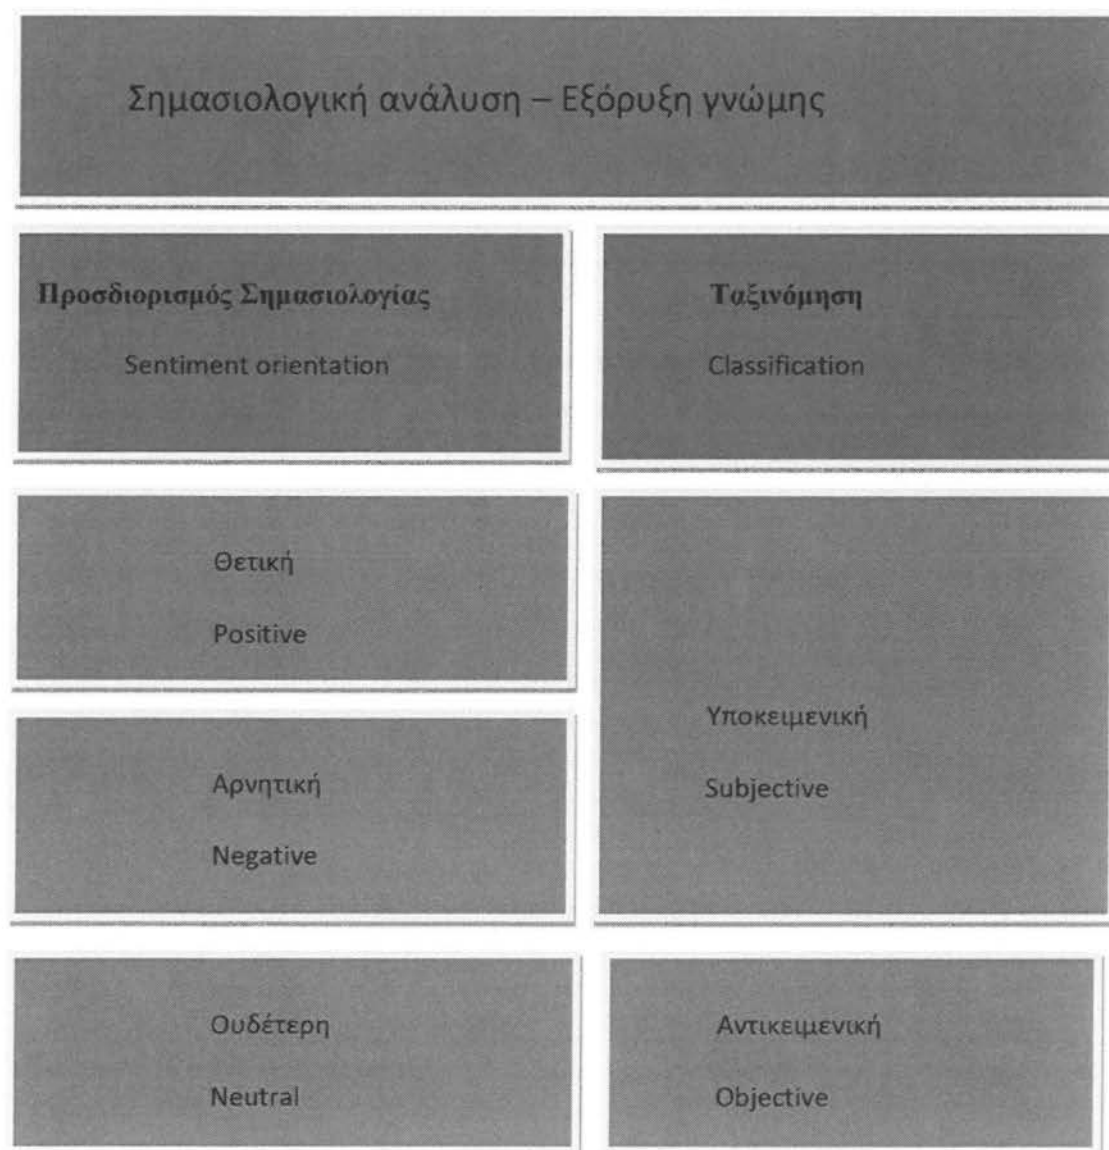 Σημασιολογική ανάλυση – Εξόρυξη γνώμης
Προσδιορισμός Σημασιολογίας
Sentiment orientation
Ταξινόμηση
Classification
Θετική
Positive
Αρνητική
Negative
Υποκειμενική
Subjective
Ουδέτερη
Neutral
Αντικειμενική
Objective